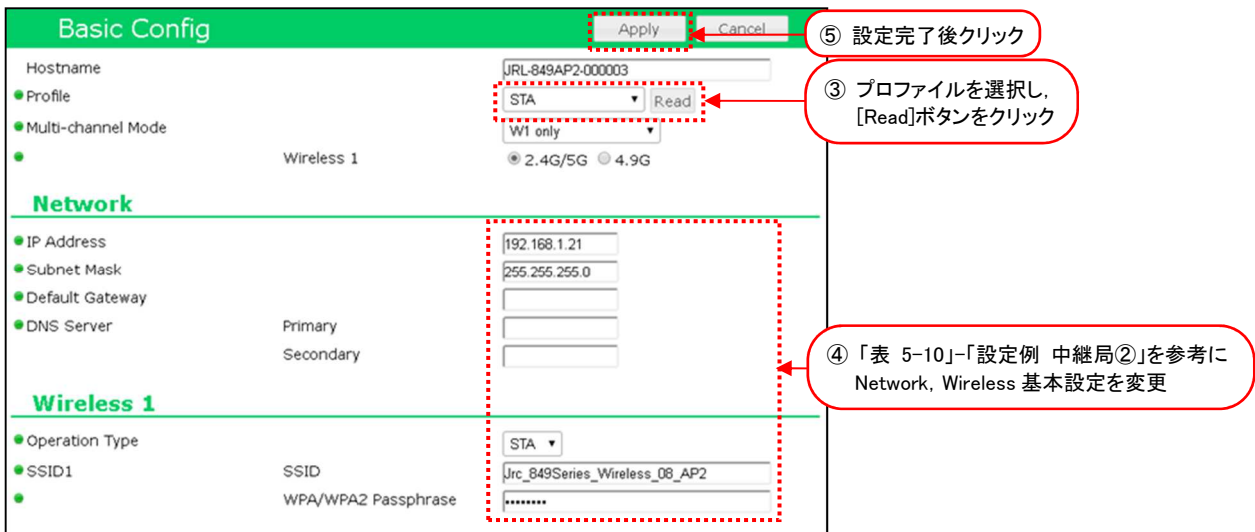 Basic Config
Apply
Cancel
⑤ 設定完了後クリック
Hostname
JRL-849AP2-000003
Profile
STA
Read
③ プロファイルを選択し,
[Read]ボタンをクリック
Multi-channel Mode
W1 only
Wireless 1
2.4G/5G
4.9G
Network
IP Address
192.168.1.21
Subnet Mask
255.255.255.0
Default Gateway
DNS Server
Primary
Secondary
④ 「表 5-10」-「設定例 中継局②」を参考に
Network, Wireless 基本設定を変更
Wireless 1
Operation Type
STA
SSID1
SSID
Jrc_849Series_Wireless_08_AP2
WPA/WPA2 Passphrase
••••••••